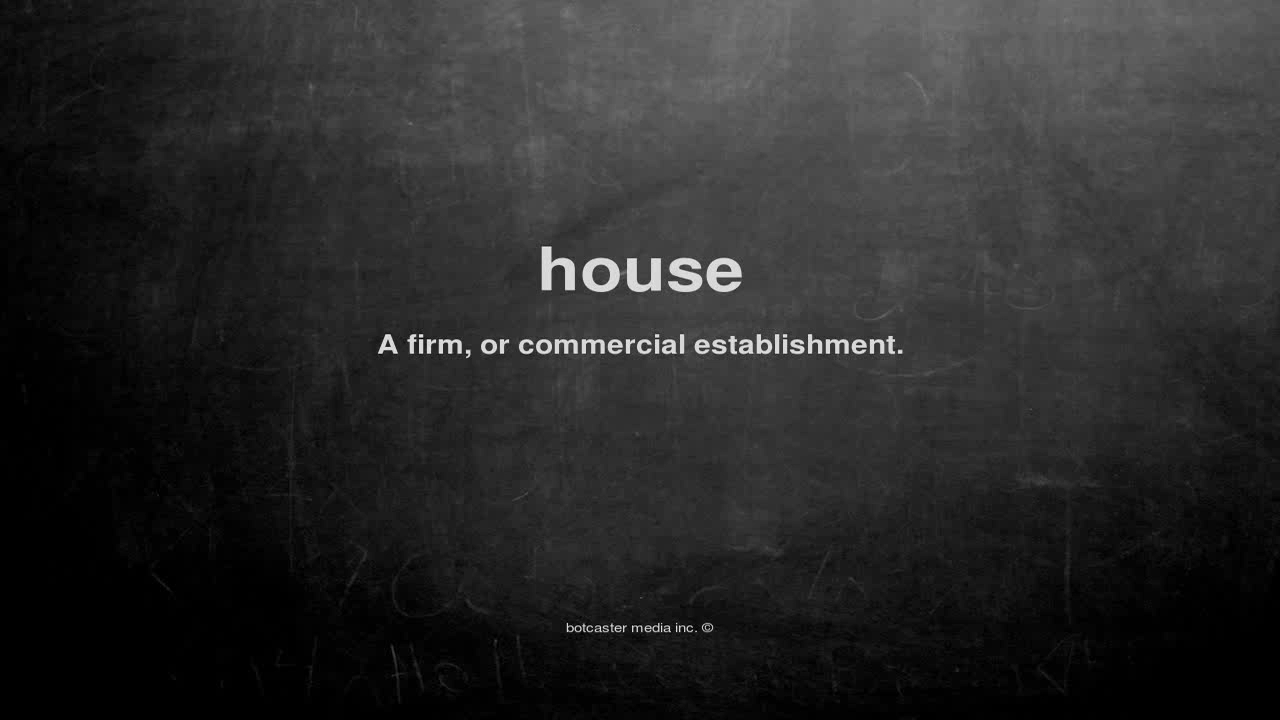 house
A firm, or commercial establishment.
botcaster media inc. ©